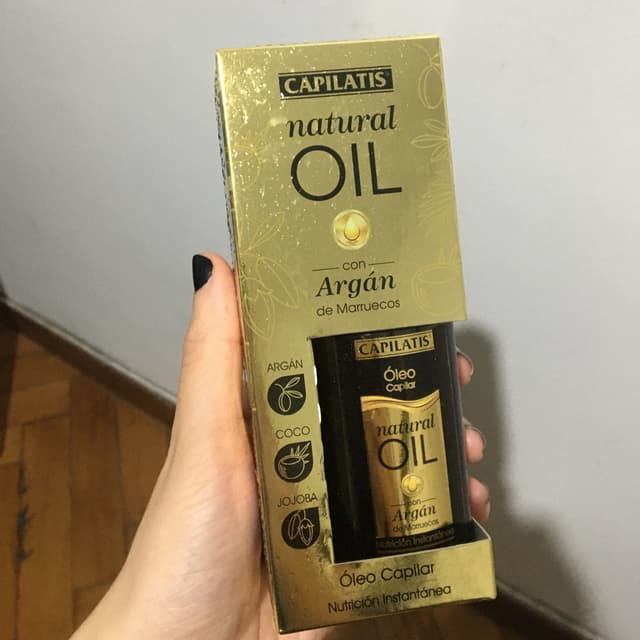 CAPILATIS
natural
OIL
con
Argán
de Marruecos
ARGÁN
COCO
JOJOBA
CAPILATIS
Óleo
Capilar
natural
OIL
con
Argán
de Marruecos
Nutrición Instantánea
Óleo Capilar
Nutrición Instantánea